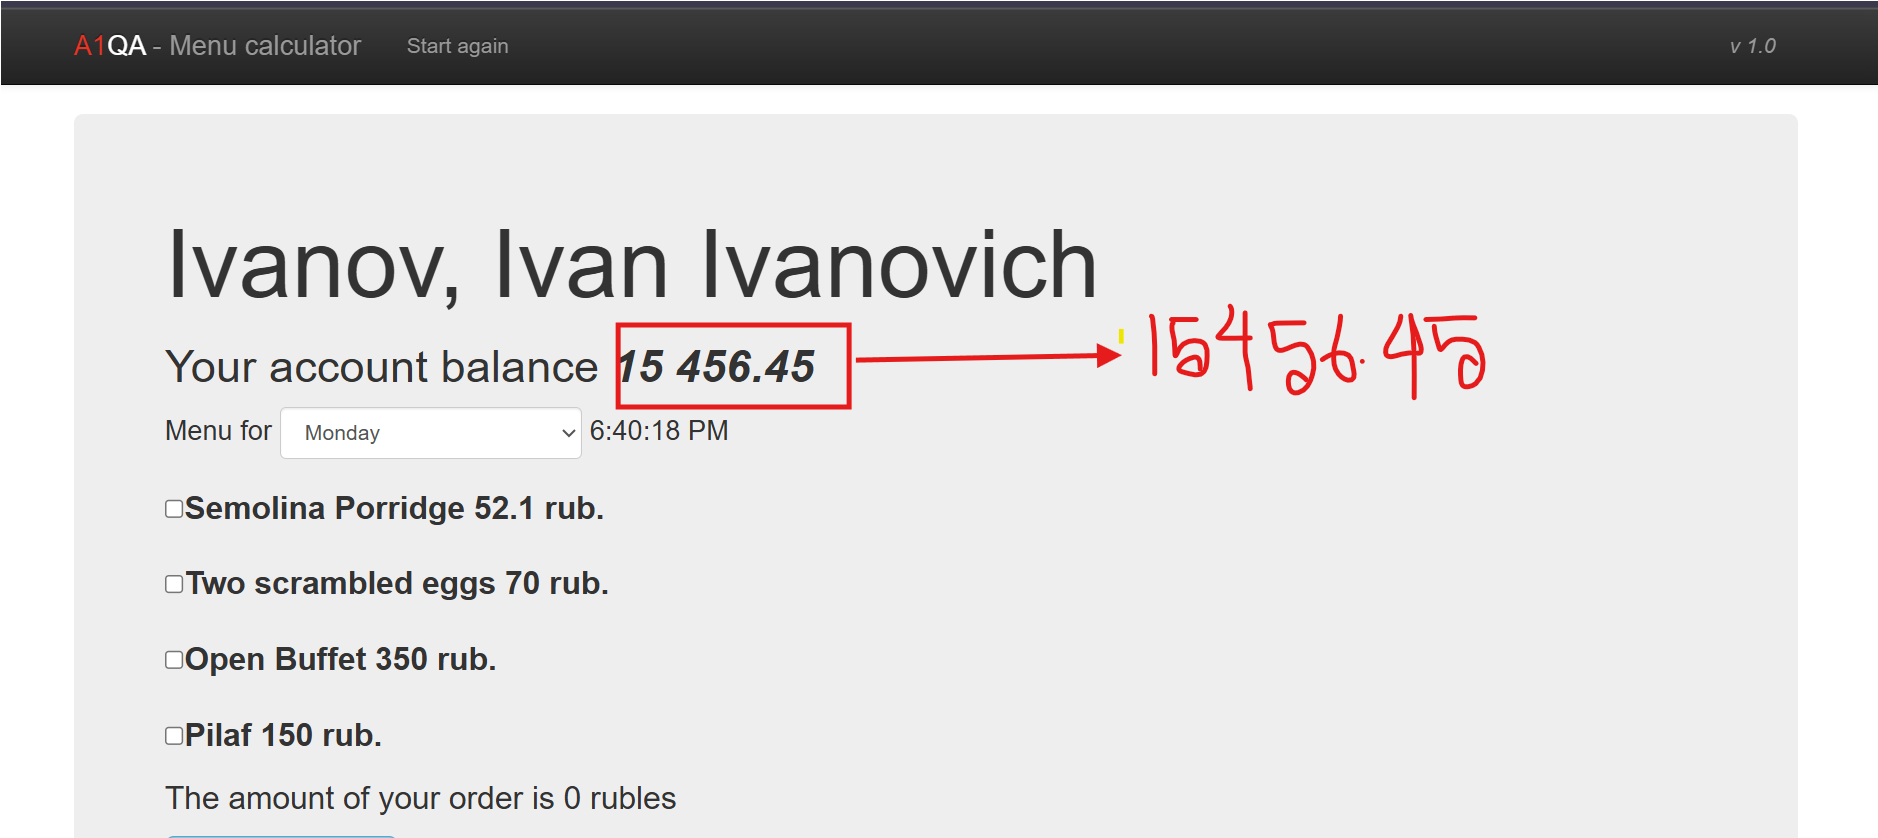 A1QA - Menu calculator Start again v 1.0
Ivanov, Ivan Ivanovich
Your account balance 15 456.45 15456.45
Menu for Monday 6:40:18 PM
Semolina Porridge 52.1 rub.
Two scrambled eggs 70 rub.
Open Buffet 350 rub.
Pilaf 150 rub.
The amount of your order is 0 rubles